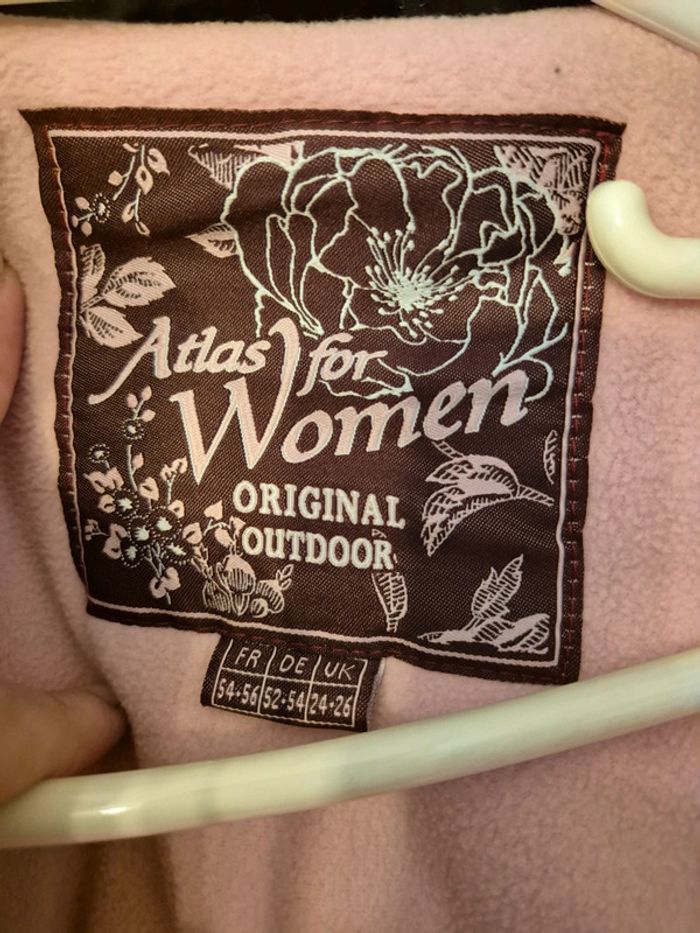 Atlas for
Women
ORIGINAL
OUTDOOR
FR DE UK
54-56 52-54 24-26